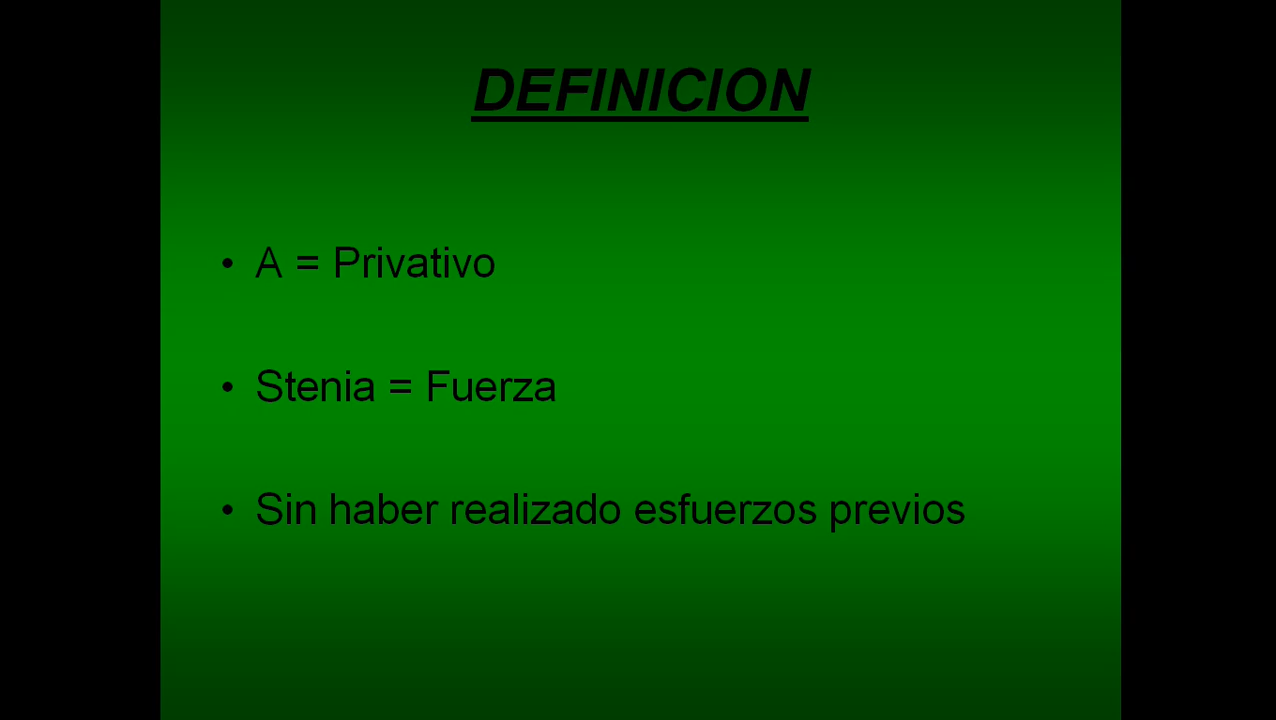 DEFINICION
• A = Privativo
• Stenia = Fuerza
• Sin haber realizado esfuerzos previos